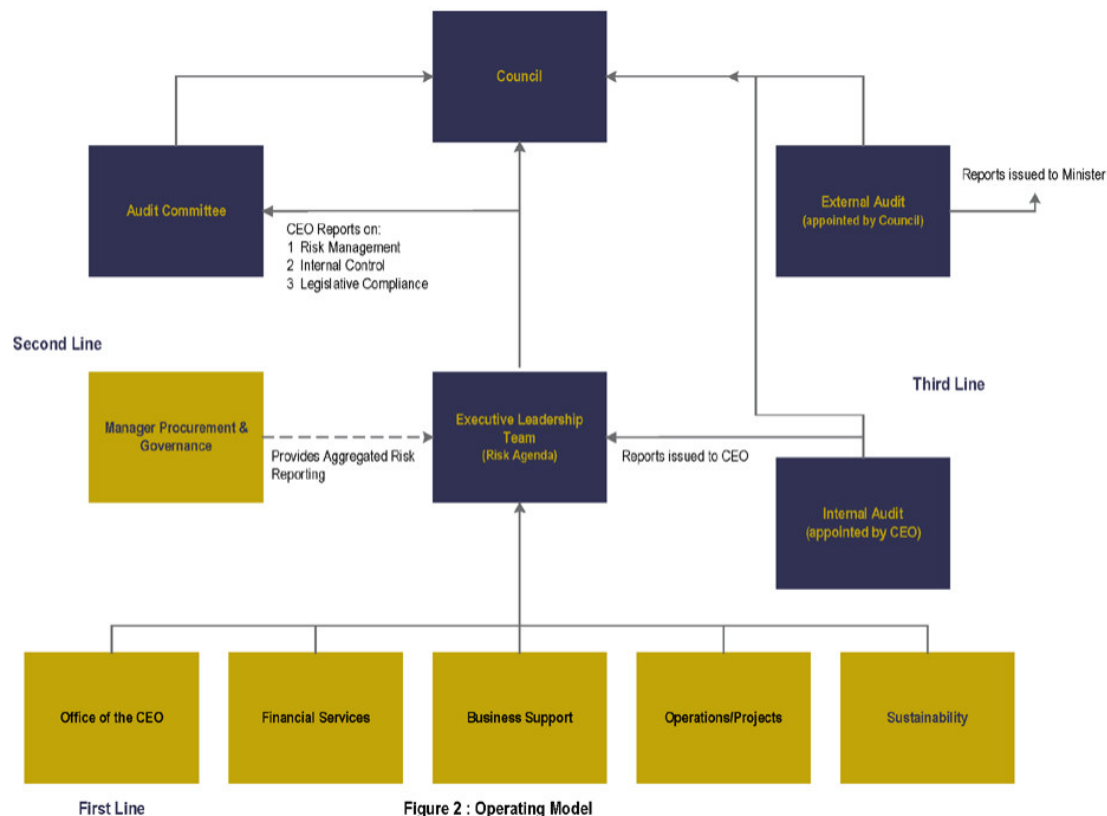 Council
Audit Committee
CEO Reports on:
1 Risk Management
2 Internal Control
3 Legislative Compliance
External Audit
(appointed by Council)
Reports issued to Minister
Second Line
Third Line
Manager Procurement &
Governance
Provides Aggregated Risk
Reporting
Executive Leadership
Team
(Risk Agenda)
Reports issued to CEO
Internal Audit
(appointed by CEO)
Office of the CEO
Financial Services
Business Support
Operations/Projects
Sustainability
First Line
Figure 2 : Operating Model